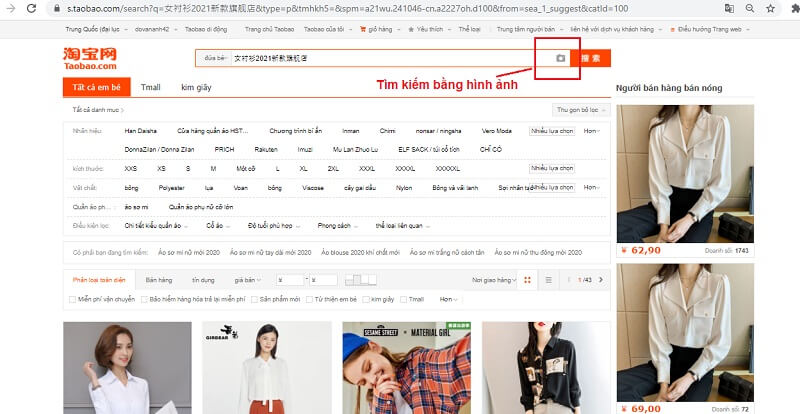 s.taobao.com/search?q=女衬衫2021新款旗舰店&type=p&tmhkh5=&spm=a21wu.241046-cn.a2227oh.d100&from=sea_1_suggest&catId=100
Trung Quốc (đại lục) dovananh42 Tin tức Taobao di động Trang chủ Taobao Taobao của tôi giỏ hàng Yêu thích Thể loại Trung tâm người bán liên hệ với dịch vụ khách hàng Điều hướng Trang web
淘宝网
Taobao.com
đứa bé 女衬衫2021新款旗舰店 搜索
Tìm kiếm bằng hình ảnh
Tất cả em bé Tmall kim giây
Người bán hàng bán nóng
Tất cả danh mục > Thu gọn bộ lọc
Nhãn hiệu: Han Daisha Cửa hàng quần áo HST... Chương trình bí ẩn Inman Chimi nonsar / ningsha Vero Moda Nhiều lựa chọn Hơn
DonnaZilan / Donna Zilan PRICH Rakuten Imuzi Mu Lan Zhuo Lu ELF SACK / túi cổ tích CHỈ CÓ
kích thước: XXS XS S M Một cỡ L XL 2XL XXXL XXXXL XXXXXL Nhiều lựa chọn
Vật chất: bông Polyester lụa Voan bông Viscose cây gai dầu Nylon Bông và vải lanh Sợi nhân tạo Nhiều lựa chọn Hơn
Quần áo ph... : áo sơ mi Quần áo phụ nữ cỡ lớn
Điều kiện lọc: Chi tiết kiểu quần áo Cổ áo Độ tuổi phù hợp Phong cách thể loại liên quan
Có phải bạn đang tìm kiếm: Áo sơ mi nữ mới 2020 Áo sơ mi nữ tay dài mới 2020 Áo blouse 2020 khí chất mới Áo sơ mi trắng nữ cách tân Áo sơ mi nữ thu đông mới 2020
¥ 62,90 Doanh số: 1743
Phân loại toàn diện Bán hàng tín dụng giá bán ¥ - ¥ Nơi giao hàng 1 /43
Miễn phí vận chuyển Bảo hiểm hàng hóa trả lại miễn phí Sản phẩm mới Từ thiện em bé kim giây Tmall Hơn
GIRDEAR
SESAME STREET MATERIAL GIRL
¥ 69,00 Doanh số: 72